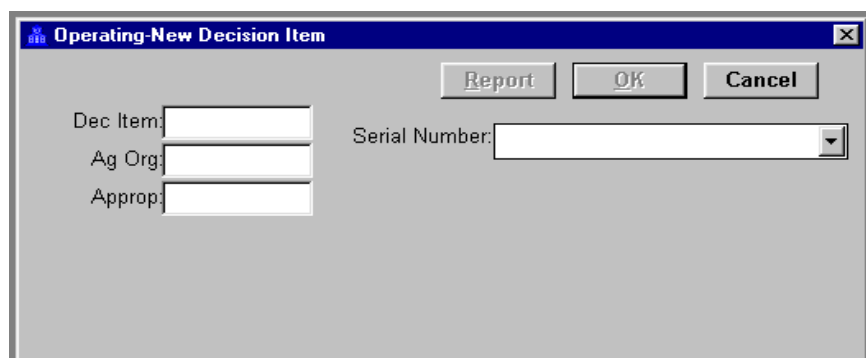 Operating-New Decision Item
Report OK Cancel
Dec Item:
Serial Number:
Ag Org:
Approp: